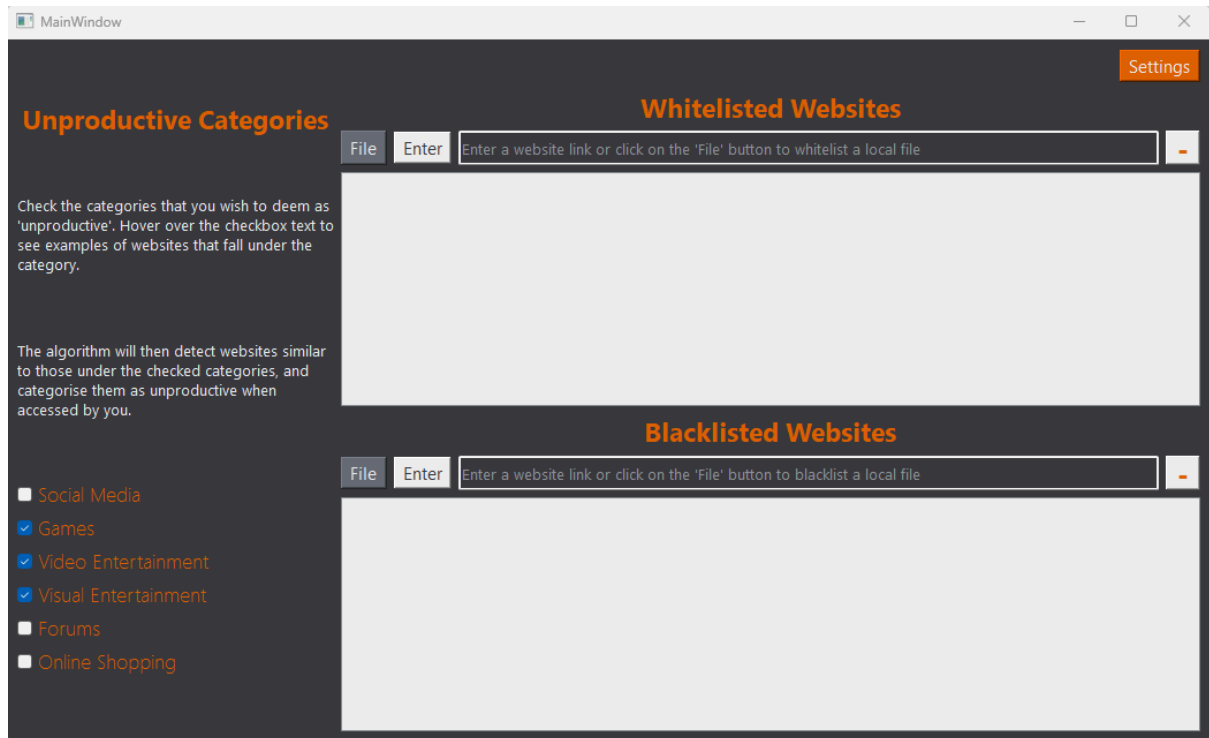 MainWindow
Settings
Unproductive Categories
Check the categories that you wish to deem as
'unproductive'. Hover over the checkbox text to
see examples of websites that fall under the
category.
The algorithm will then detect websites similar
to those under the checked categories, and
categorise them as unproductive when
accessed by you.
Social Media
Games
Video Entertainment
Visual Entertainment
Forums
Online Shopping
Whitelisted Websites
File Enter Enter a website link or click on the 'File' button to whitelist a local file -
Blacklisted Websites
File Enter Enter a website link or click on the 'File' button to blacklist a local file -